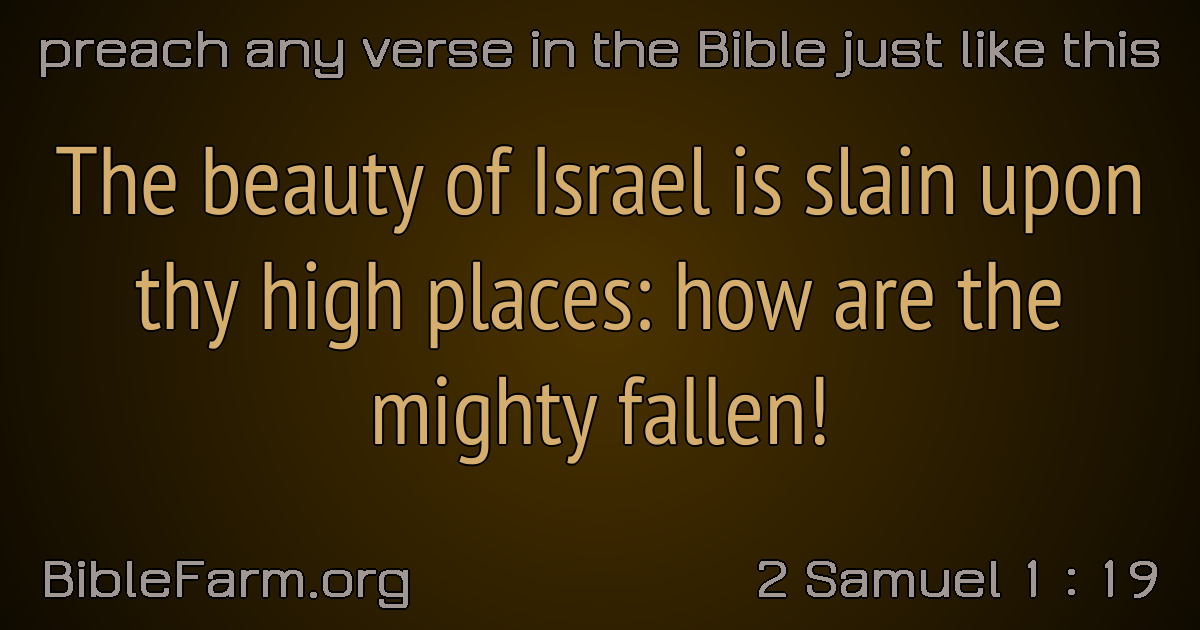 preach any verse in the Bible just like this
The beauty of Israel is slain upon
thy high places: how are the
mighty fallen!
BibleFarm.org
2 Samuel 1 : 19